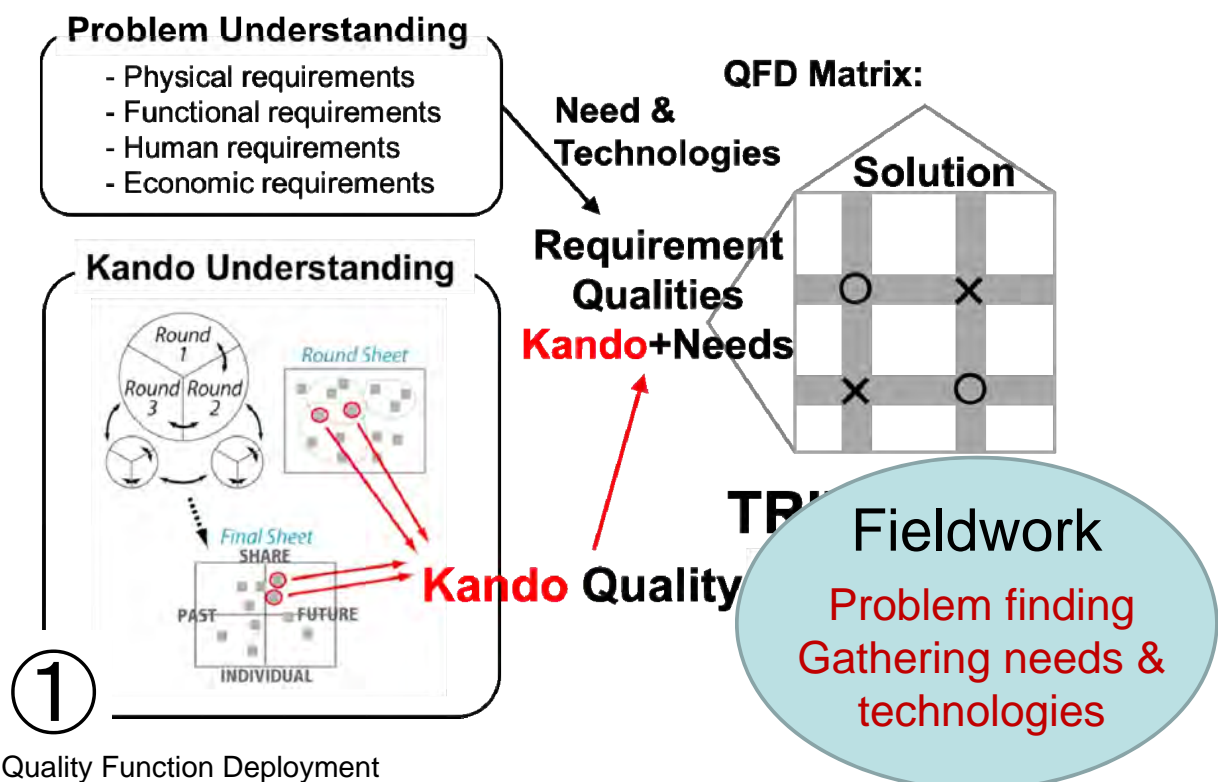 Problem Understanding
- Physical requirements
- Functional requirements
- Human requirements
- Economic requirements
Need &
Technologies
QFD Matrix:
Solution
Requirement
Qualities
Kando+Needs
Kando Understanding
Round
1
Round
3
Round
2
Round Sheet
Final Sheet
SHARE
PAST
FUTURE
INDIVIDUAL
Kando Quality
Fieldwork
Problem finding
Gathering needs &
technologies
①
Quality Function Deployment